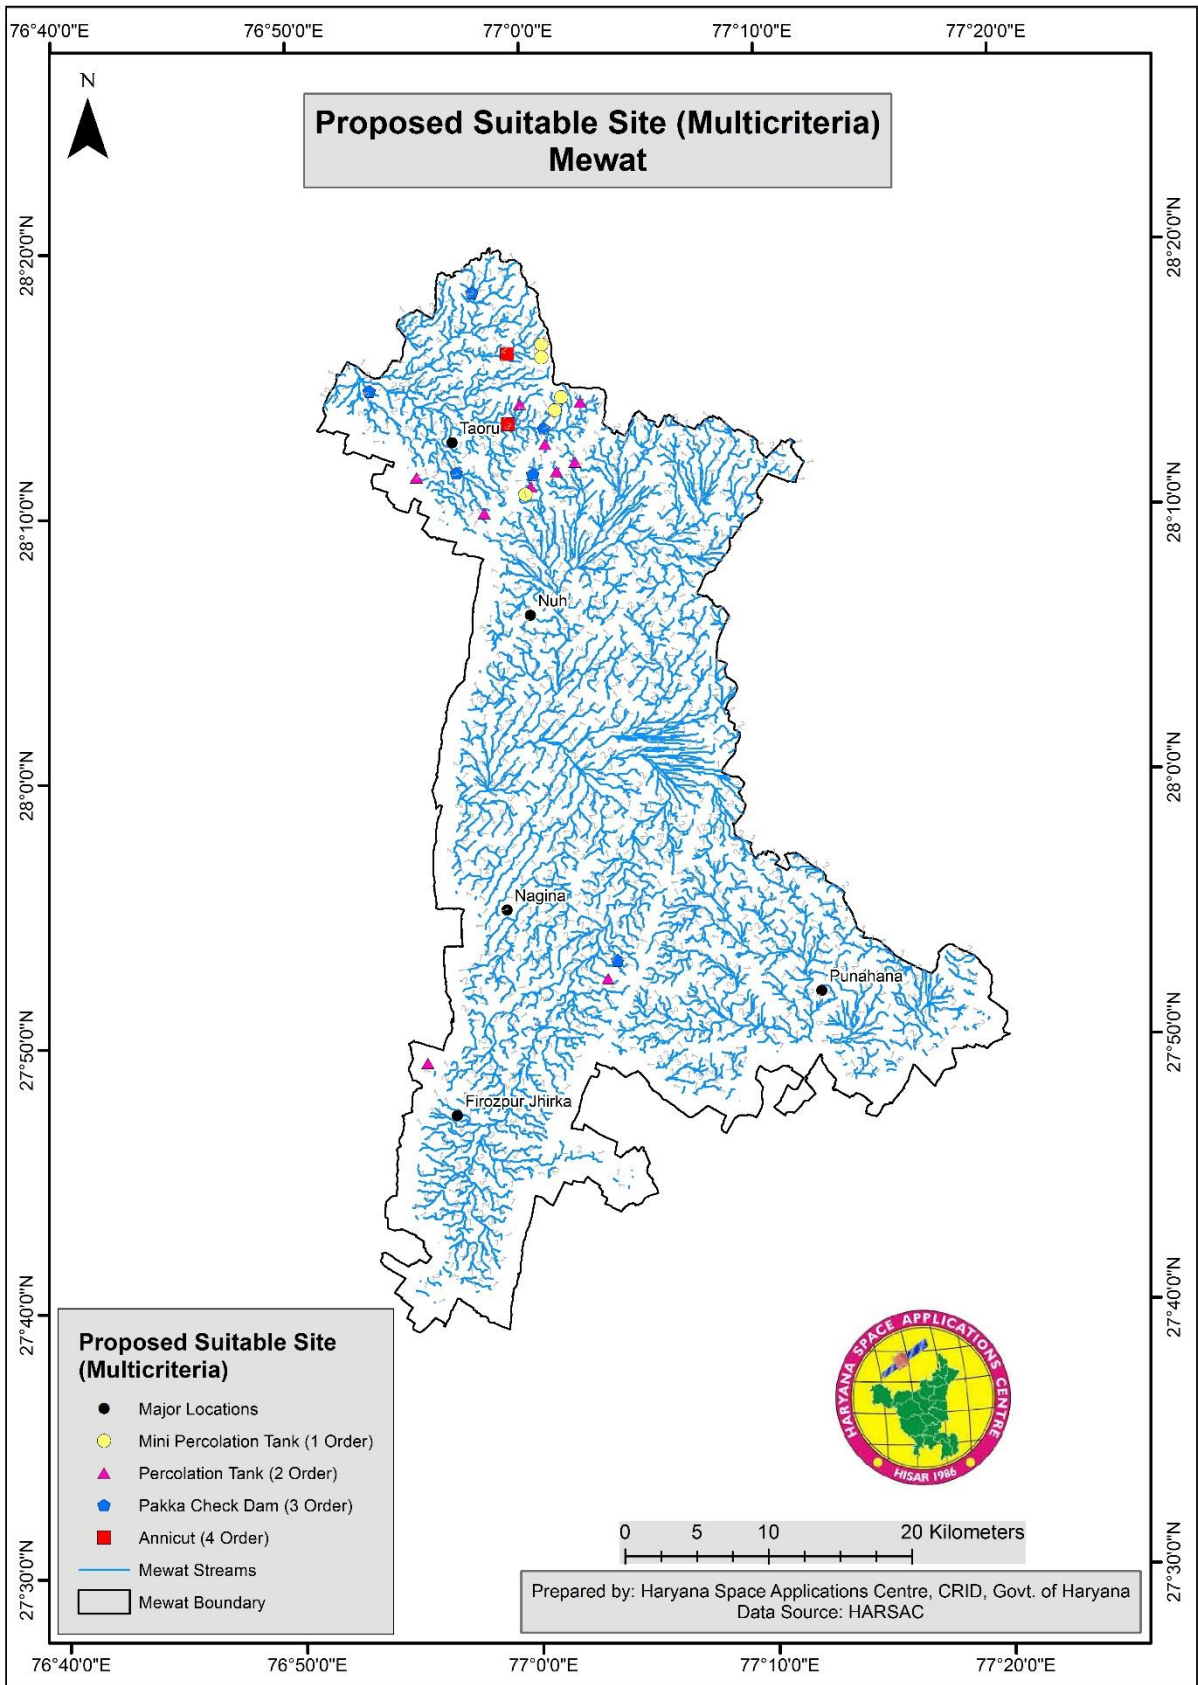 76°40'0"E 76°50'0"E 77°0'0"E 77°10'0"E 77°20'0"E
N
Proposed Suitable Site (Multicriteria)
Mewat
28°20'0"N 28°20'0"N
Taoru
28°10'0"N 28°10'0"N
Nuh
28°0'0"N 28°0'0"N
Nagina
Punahana
27°50'0"N 27°50'0"N
Firozpur Jhirka
27°40'0"N 27°40'0"N
Proposed Suitable Site
(Multicriteria)
Major Locations
Mini Percolation Tank (1 Order)
Percolation Tank (2 Order)
Pakka Check Dam (3 Order)
Annicut (4 Order)
Mewat Streams
Mewat Boundary
HARYANA SPACE APPLICATIONS CENTRE
HISAR 1986
0 5 10 20 Kilometers
27°30'0"N 27°30'0"N
Prepared by: Haryana Space Applications Centre, CRID, Govt. of Haryana
Data Source: HARSAC
76°40'0"E 76°50'0"E 77°0'0"E 77°10'0"E 77°20'0"E